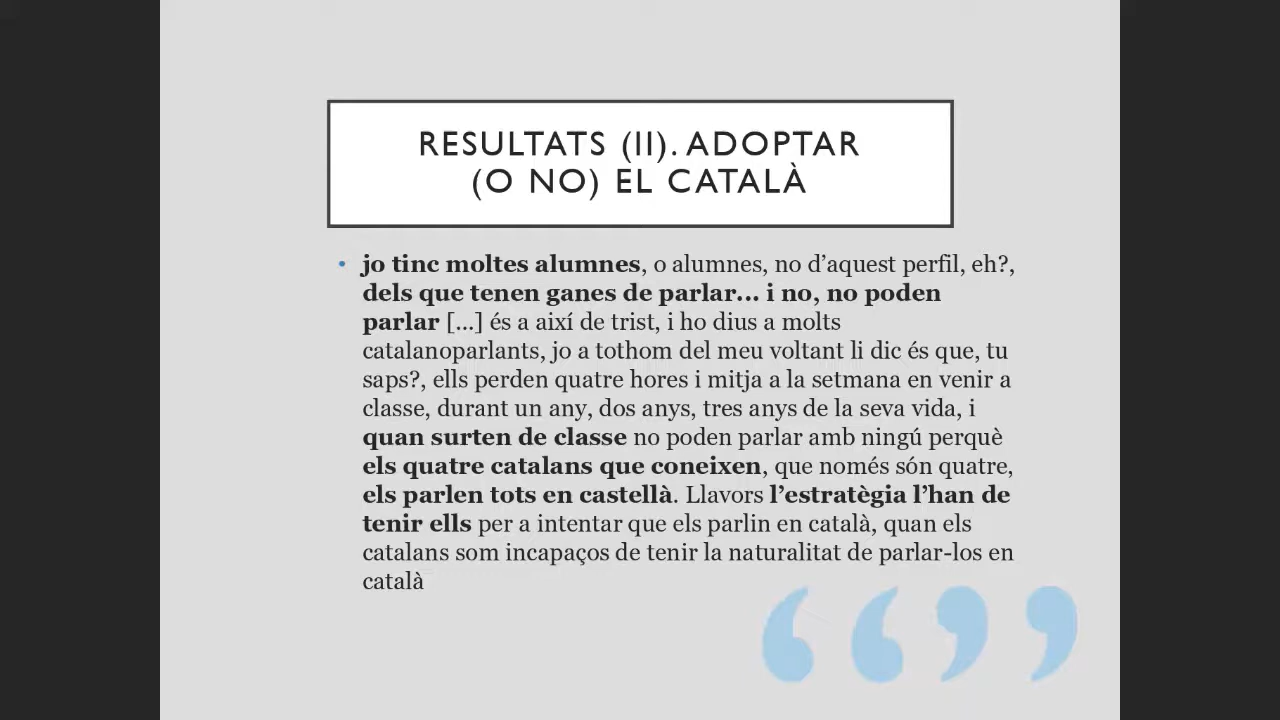 RESULTATS (II). ADOPTAR
(O NO) EL CATALÀ
• jo tinc moltes alumnes, o alumnes, no d’aquest perfil, eh?,
dels que tenen ganes de parlar... i no, no poden
parlar [...] és a així de trist, i ho dius a molts
catalanoparlants, jo a tothom del meu voltant li dic és que, tu
saps?, ells perden quatre hores i mitja a la setmana en venir a
classe, durant un any, dos anys, tres anys de la seva vida, i
quan surten de classe no poden parlar amb ningú perquè
els quatre catalans que coneixen, que només són quatre,
els parlen tots en castellà. Llavors l’estratègia l’han de
tenir ells per a intentar que els parlin en català, quan els
catalans som incapaços de tenir la naturalitat de parlar-los en
català
“ ”